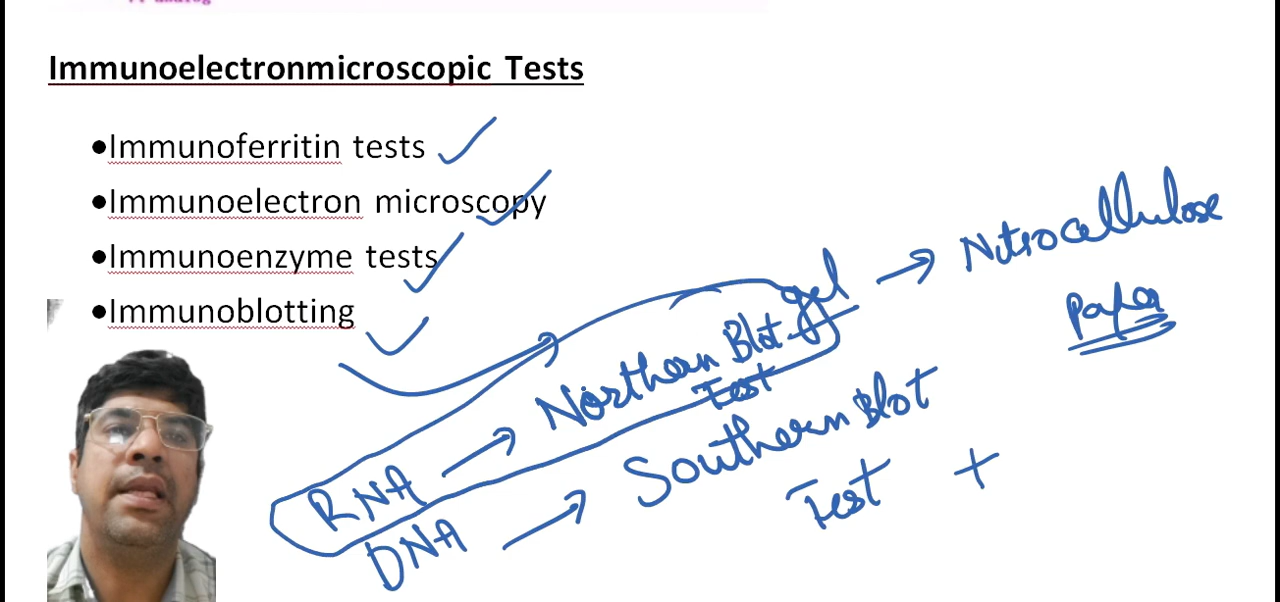 Immunoelectronmicroscopic Tests
•Immunoferritin tests
•Immunoelectron microscopy
•Immunoenzyme tests
•Immunoblotting
RNA → Northern Blot gel → Nitrocellulose
Test
Paper
DNA → Southern Blot
Test +